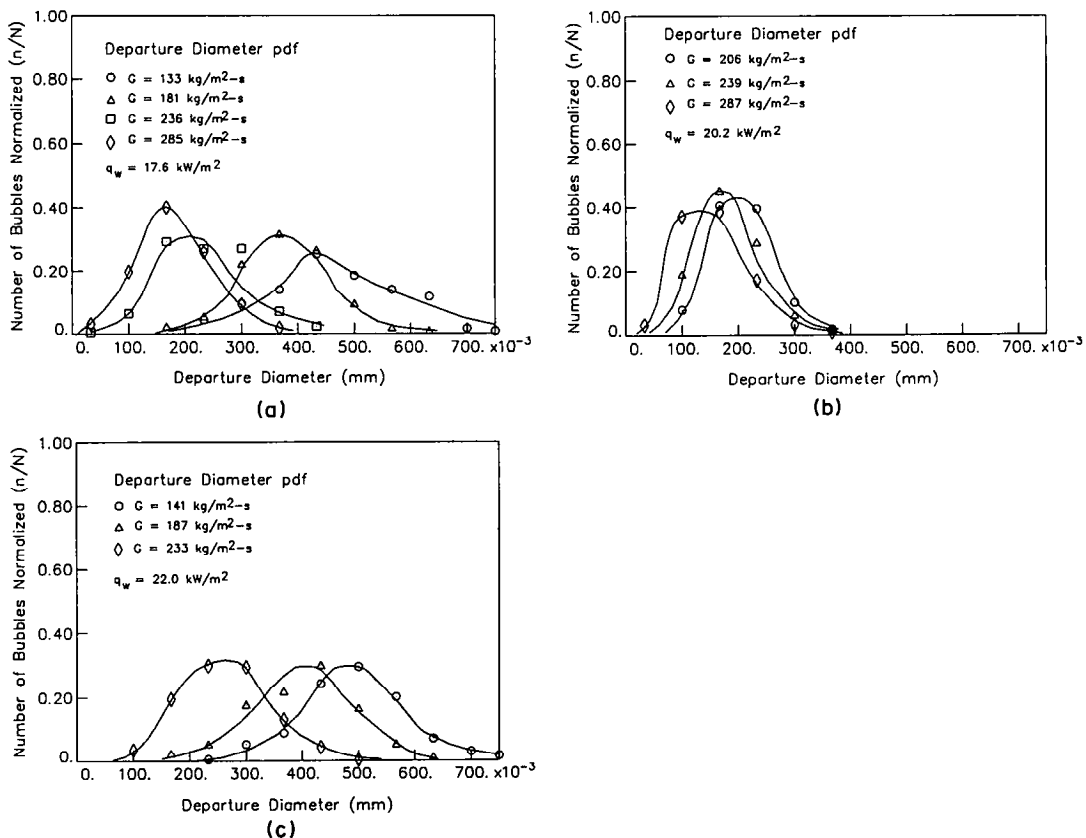 Number of Bubbles Normalized (n/N)
1.00
0.80
0.60
0.40
0.20
0.
Departure Diameter pdf
G = 133 kg/m²-s
G = 181 kg/m²-s
G = 236 kg/m²-s
G = 285 kg/m²-s
q_w = 17.6 kW/m²
0. 100. 200. 300. 400. 500. 600. 700. x10⁻³
Departure Diameter (mm)
(a)
Number of Bubbles Normalized (n/N)
1.00
0.80
0.60
0.40
0.20
0.
Departure Diameter pdf
G = 206 kg/m²-s
G = 239 kg/m²-s
G = 287 kg/m²-s
q_w = 20.2 kW/m²
0. 100. 200. 300. 400. 500. 600. 700. x10⁻³
Departure Diameter (mm)
(b)
Number of Bubbles Normalized (n/N)
1.00
0.80
0.60
0.40
0.20
0.
Departure Diameter pdf
G = 141 kg/m²-s
G = 187 kg/m²-s
G = 233 kg/m²-s
q_w = 22.0 kW/m²
0. 100. 200. 300. 400. 500. 600. 700. x10⁻³
Departure Diameter (mm)
(c)